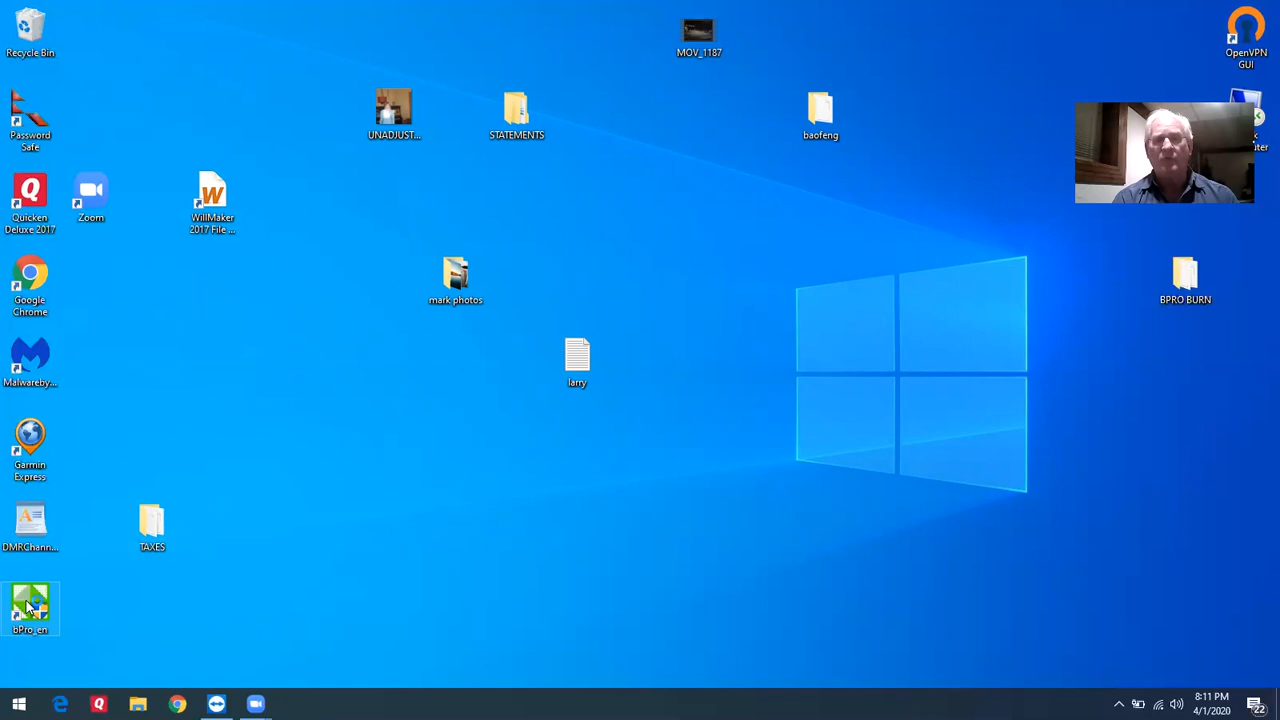 Recycle Bin
MOV_1187
OpenVPN
GUI
Password
Safe
UNADJUST...
STATEMENTS
baofeng
Quicken
Deluxe 2017
Zoom
WillMaker
2017 File ...
Google
Chrome
mark photos
BPRO BURN
Malwareby...
larry
Garmin
Express
DMRChann...
TAXES
bPro_en
8:11 PM
4/1/2020
22